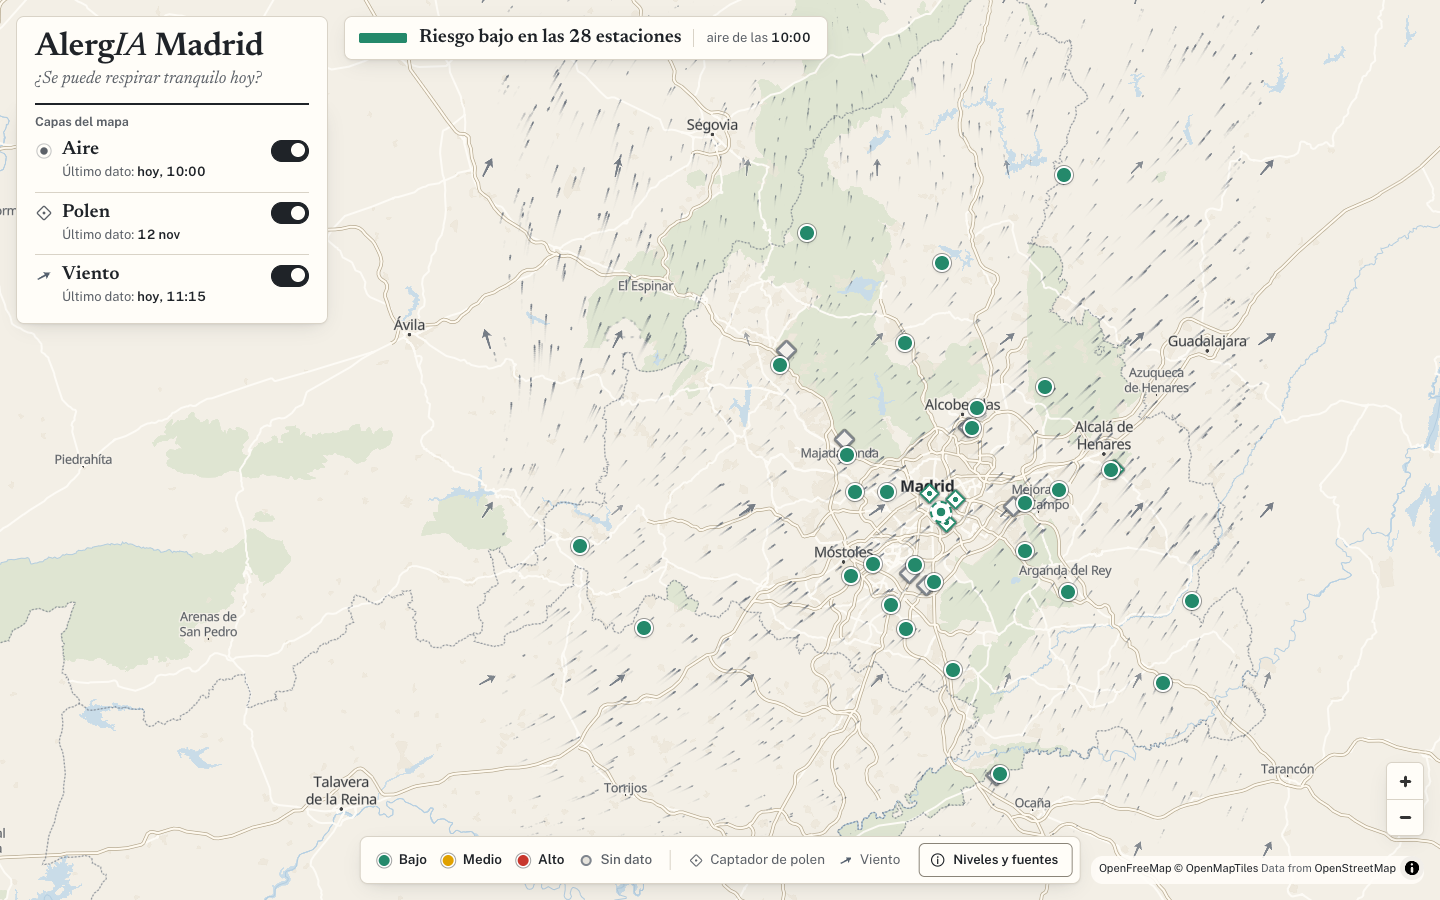 AlergIA Madrid
¿Se puede respirar tranquilo hoy?
Capas del mapa
Aire
Último dato: hoy, 10:00
Polen
Último dato: 12 nov
Viento
Último dato: hoy, 11:15
Riesgo bajo en las 28 estaciones
aire de las 10:00
Segovia
El Espinar
Ávila
Guadalajara
Azuqueca
de Henares
Alcalá de
Henares
Piedrahíta
Madrid
Móstoles
Arganda del Rey
Arenas de
San Pedro
Talavera
de la Reina
Torrijos
Tarancón
Ocaña
Bajo
Medio
Alto
Sin dato
Captador de polen
Viento
Niveles y fuentes
+
−
OpenFreeMap © OpenMapTiles Data from OpenStreetMap